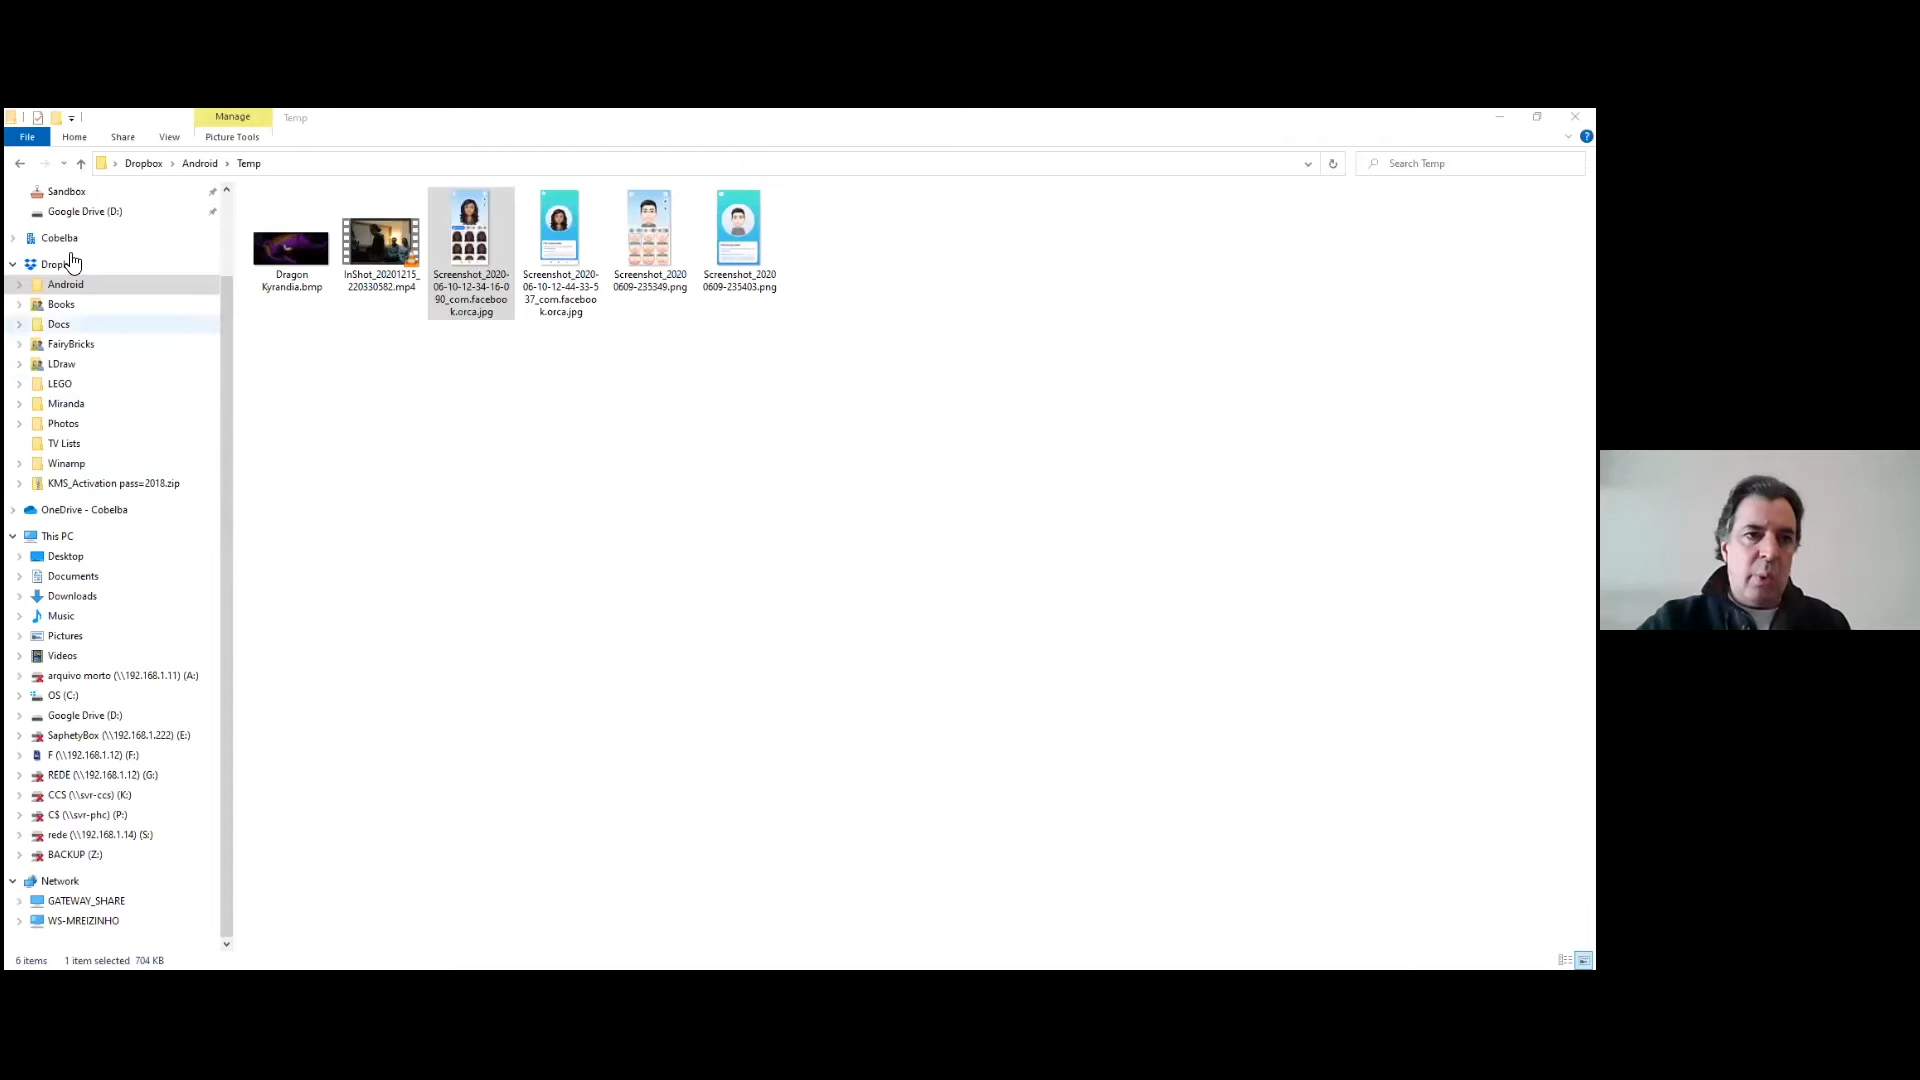 Manage
Temp
File
Home
Share
View
Picture Tools
Dropbox
Android
Temp
Search Temp
Sandbox
Google Drive (D:)
Cobelba
Android
Books
Docs
FairyBricks
LDraw
LEGO
Miranda
Photos
TV Lists
Winamp
KMS_Activation pass=2018.zip
OneDrive - Cobelba
This PC
Desktop
Documents
Downloads
Music
Pictures
Videos
arquivo morto (\\192.168.1.11) (A:)
OS (C:)
Google Drive (D:)
SaphetyBox (\\192.168.1.222) (E:)
F (\\192.168.1.12) (F:)
REDE (\\192.168.1.12) (G:)
CCS (\\svr-ccs) (K:)
C$ (\\svr-phc) (P:)
rede (\\192.168.1.14) (S:)
BACKUP (Z:)
Network
GATEWAY_SHARE
WS-MREIZINHO
Dragon
Kyrandia.bmp
InShot_20201215_
220330582.mp4
Screenshot_2020-
06-10-12-34-16-0
90_com.faceboo
k.orca.jpg
Screenshot_2020-
06-10-12-44-33-5
37_com.faceboo
k.orca.jpg
Screenshot_2020
0609-235349.png
Screenshot_2020
0609-235403.png
6 items
1 item selected 704 KB